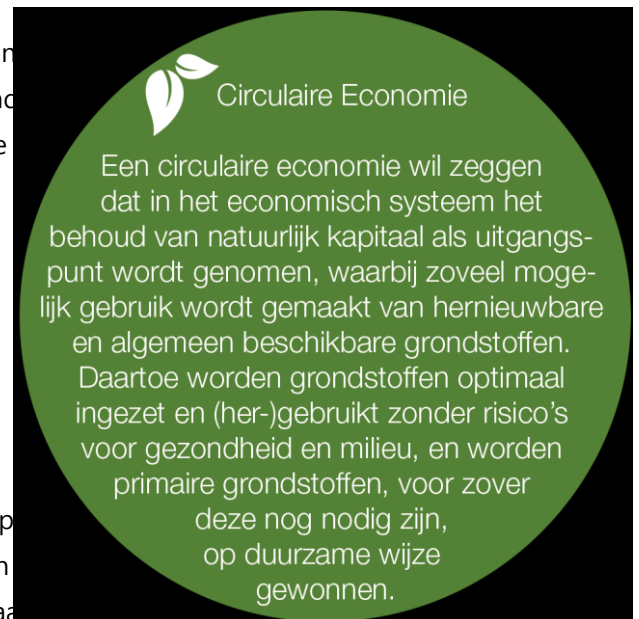 Circulaire Economie
Een circulaire economie wil zeggen
dat in het economisch systeem het
behoud van natuurlijk kapitaal als uitgangs-
punt wordt genomen, waarbij zoveel moge-
lijk gebruik wordt gemaakt van hernieuwbare
en algemeen beschikbare grondstoffen.
Daartoe worden grondstoffen optimaal
ingezet en (her-)gebruikt zonder risico's
voor gezondheid en milieu, en worden
primaire grondstoffen, voor zover
deze nog nodig zijn,
op duurzame wijze
gewonnen.